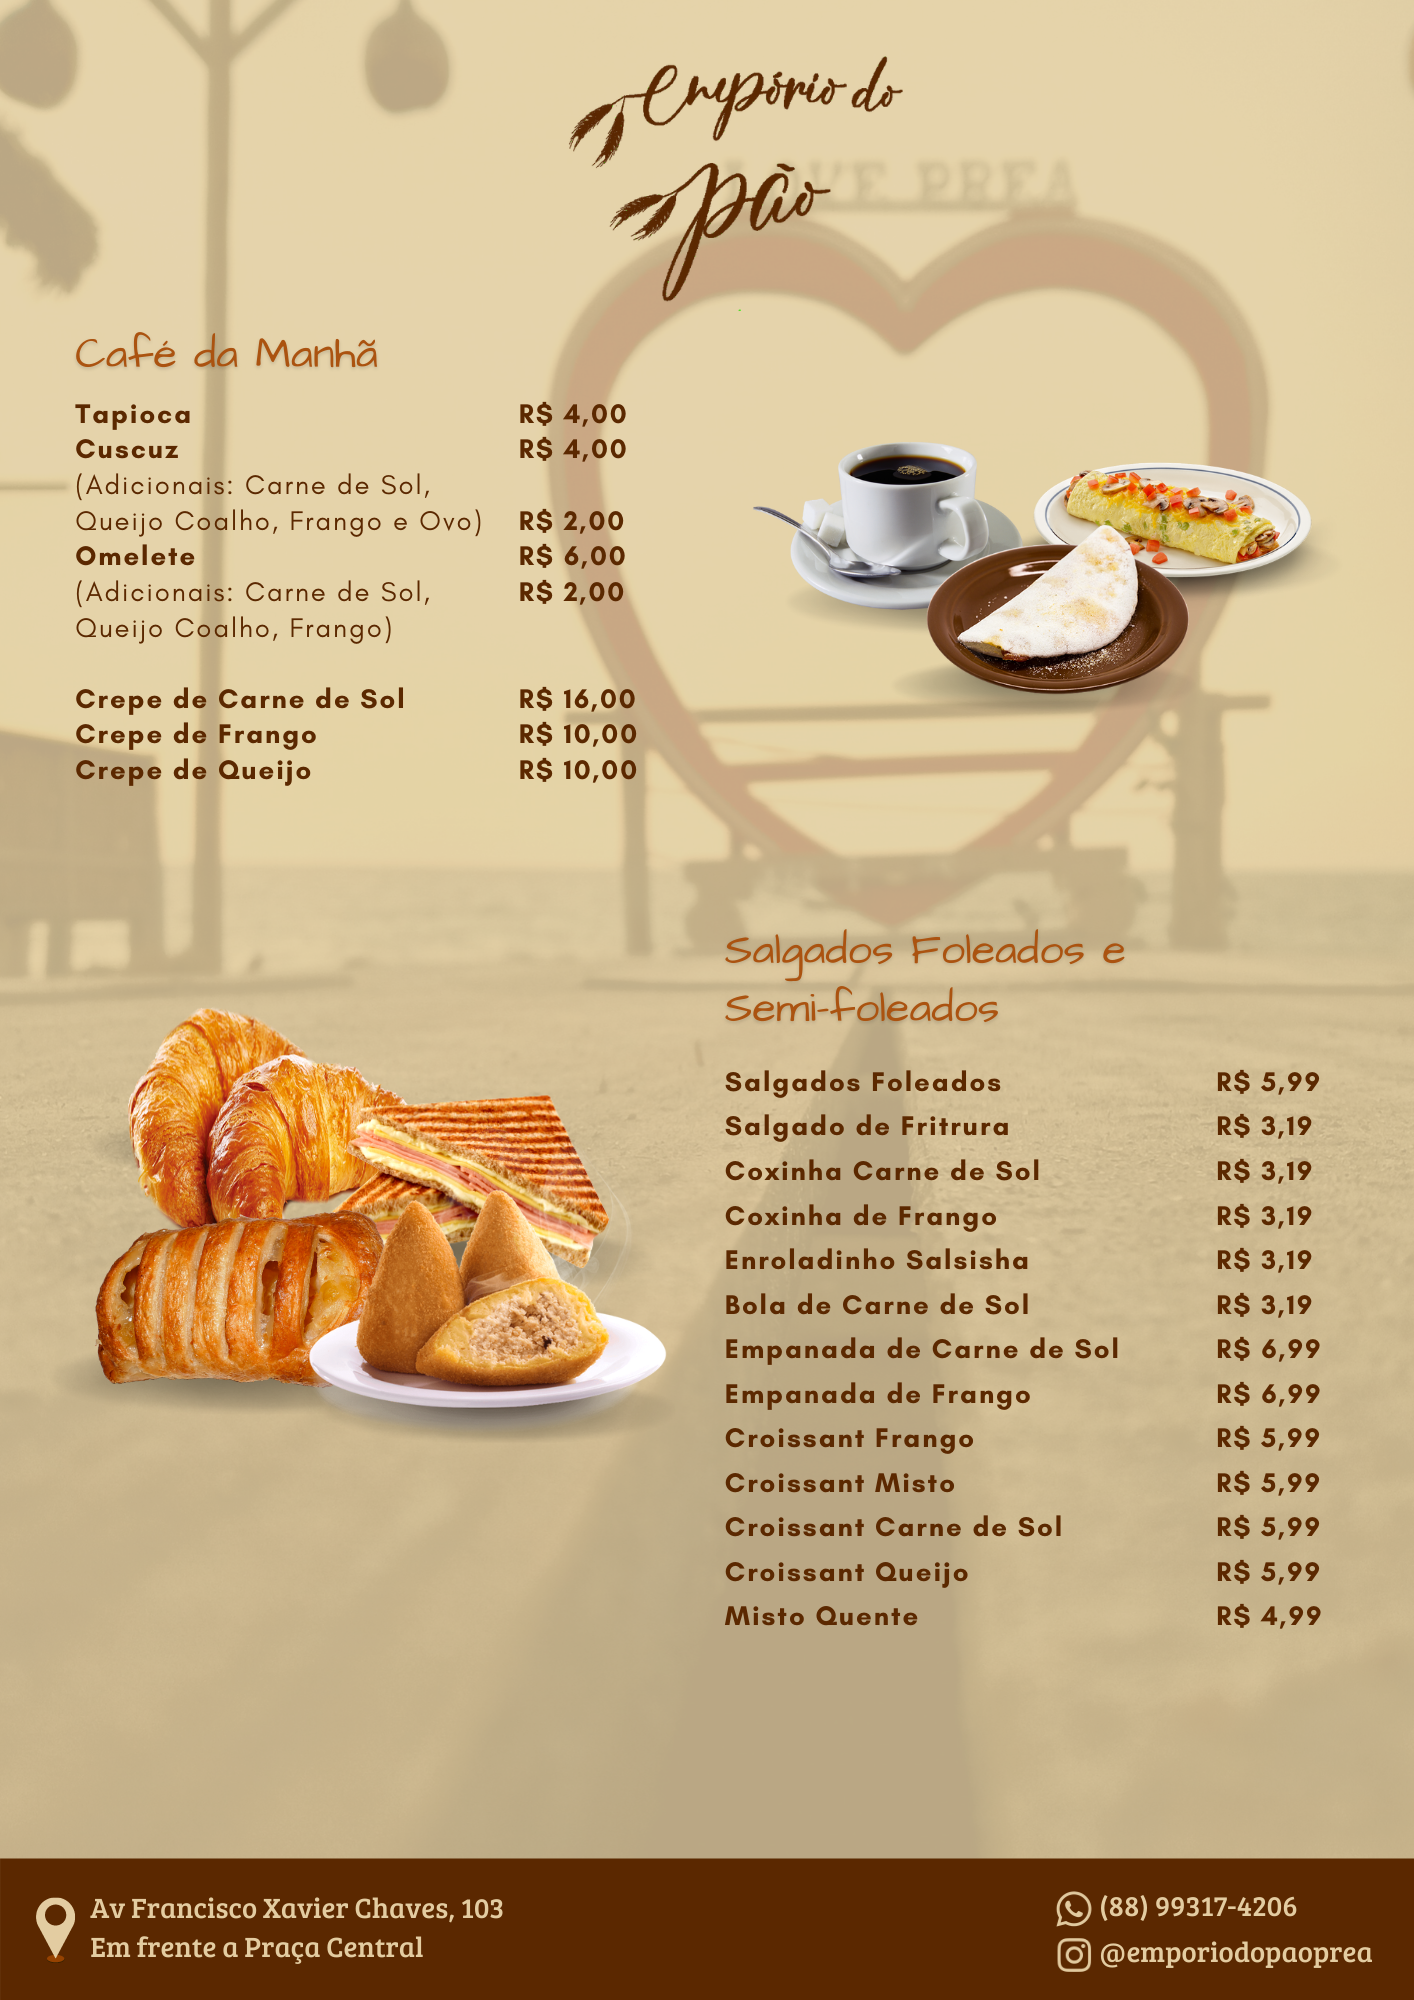 Empório do
pão
LOVE PREA
Café da Manhã
Tapioca R$ 4,00
Cuscuz R$ 4,00
(Adicionais: Carne de Sol,
Queijo Coalho, Frango e Ovo) R$ 2,00
Omelete R$ 6,00
(Adicionais: Carne de Sol, R$ 2,00
Queijo Coalho, Frango)
Crepe de Carne de Sol R$ 16,00
Crepe de Frango R$ 10,00
Crepe de Queijo R$ 10,00
Salgados Foleados e
Semi-foleados
Salgados Foleados R$ 5,99
Salgado de Fritrura R$ 3,19
Coxinha Carne de Sol R$ 3,19
Coxinha de Frango R$ 3,19
Enroladinho Salsisha R$ 3,19
Bola de Carne de Sol R$ 3,19
Empanada de Carne de Sol R$ 6,99
Empanada de Frango R$ 6,99
Croissant Frango R$ 5,99
Croissant Misto R$ 5,99
Croissant Carne de Sol R$ 5,99
Croissant Queijo R$ 5,99
Misto Quente R$ 4,99
Av Francisco Xavier Chaves, 103
Em frente a Praça Central
(88) 99317-4206
@emporiodopaoprea